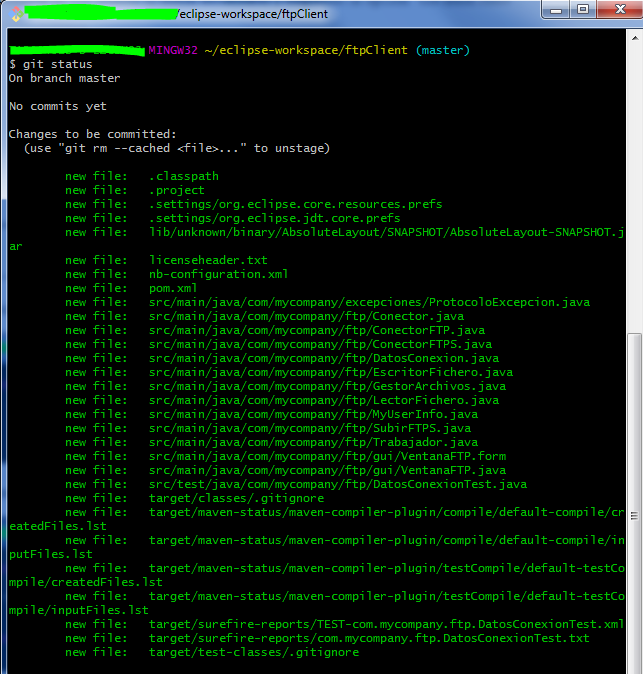 /eclipse-workspace/ftpClient
MINGW32 ~/eclipse-workspace/ftpClient (master)
$ git status
On branch master
No commits yet
Changes to be committed:
(use "git rm --cached <file>..." to unstage)
new file: .classpath
new file: .project
new file: .settings/org.eclipse.core.resources.prefs
new file: .settings/org.eclipse.jdt.core.prefs
new file: lib/unknown/binary/AbsoluteLayout/SNAPSHOT/AbsoluteLayout-SNAPSHOT.j
ar
new file: licenseheader.txt
new file: nb-configuration.xml
new file: pom.xml
new file: src/main/java/com/mycompany/excepciones/ProtocoloExcepcion.java
new file: src/main/java/com/mycompany/ftp/Conector.java
new file: src/main/java/com/mycompany/ftp/ConectorFTP.java
new file: src/main/java/com/mycompany/ftp/ConectorFTPS.java
new file: src/main/java/com/mycompany/ftp/DatosConexion.java
new file: src/main/java/com/mycompany/ftp/EscritorFichero.java
new file: src/main/java/com/mycompany/ftp/GestorArchivos.java
new file: src/main/java/com/mycompany/ftp/LectorFichero.java
new file: src/main/java/com/mycompany/ftp/MyUserInfo.java
new file: src/main/java/com/mycompany/ftp/SubirFTPS.java
new file: src/main/java/com/mycompany/ftp/Trabajador.java
new file: src/main/java/com/mycompany/ftp/gui/VentanaFTP.form
new file: src/main/java/com/mycompany/ftp/gui/VentanaFTP.java
new file: src/test/java/com/mycompany/ftp/DatosConexionTest.java
new file: target/classes/.gitignore
new file: target/maven-status/maven-compiler-plugin/compile/default-compile/cr
eatedFiles.lst
new file: target/maven-status/maven-compiler-plugin/compile/default-compile/in
putFiles.lst
new file: target/maven-status/maven-compiler-plugin/testCompile/default-testCo
mpile/createdFiles.lst
new file: target/maven-status/maven-compiler-plugin/testCompile/default-testCo
mpile/inputFiles.lst
new file: target/surefire-reports/TEST-com.mycompany.ftp.DatosConexionTest.xml
new file: target/surefire-reports/com.mycompany.ftp.DatosConexionTest.txt
new file: target/test-classes/.gitignore